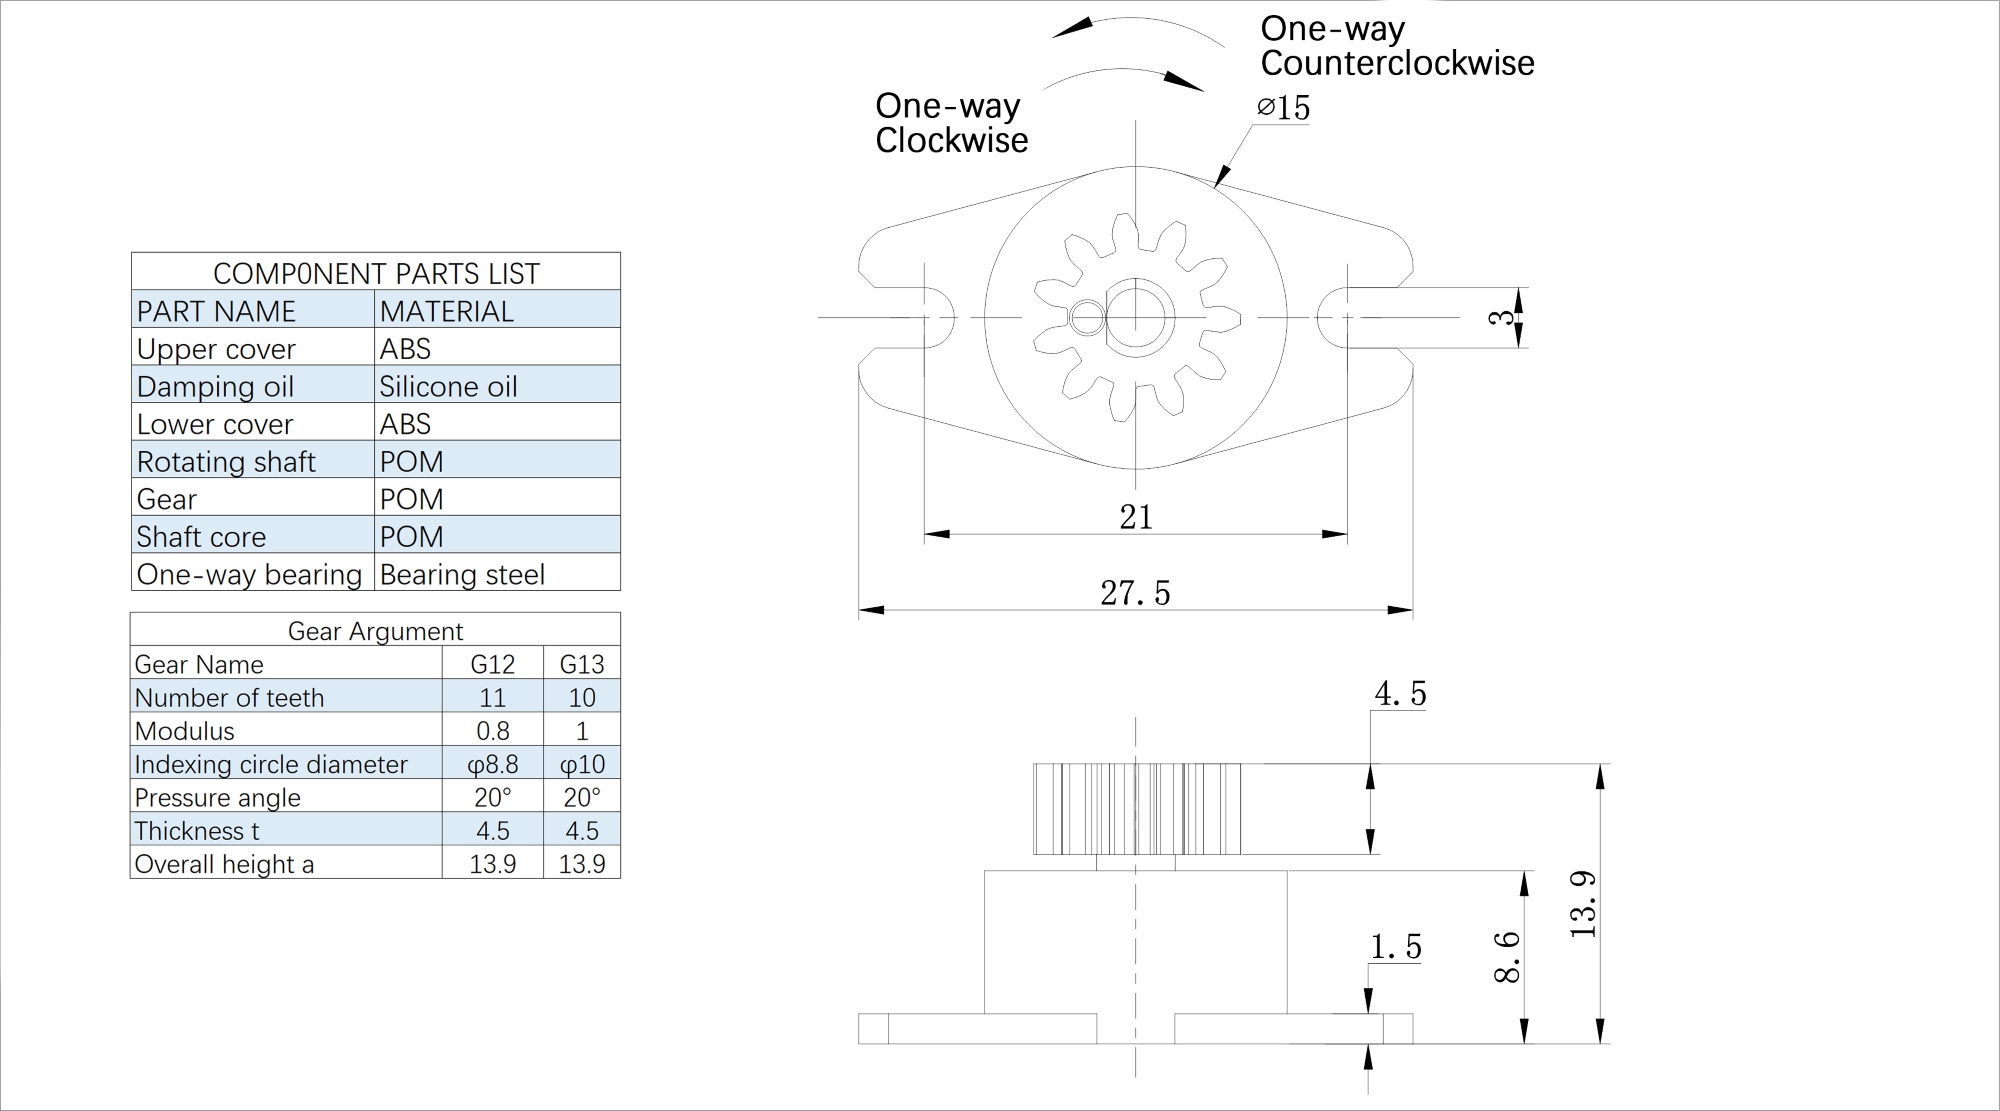 One-way
Counterclockwise
One-way
Clockwise
⌀15
3
21
27.5
COMP0NENT PARTS LIST
PART NAME MATERIAL
Upper cover ABS
Damping oil Silicone oil
Lower cover ABS
Rotating shaft POM
Gear POM
Shaft core POM
One-way bearing Bearing steel
Gear Argument
Gear Name G12 G13
Number of teeth 11 10
Modulus 0.8 1
Indexing circle diameter φ8.8 φ10
Pressure angle 20° 20°
Thickness t 4.5 4.5
Overall height a 13.9 13.9
4.5
13.9
8.6
1.5